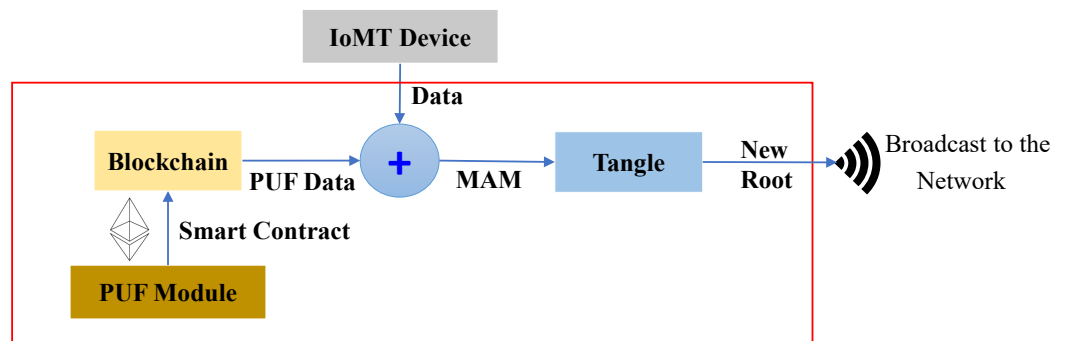 IoMT Device
Data
Blockchain
PUF Data
+
MAM
Tangle
New
Root
Broadcast to the
Network
Smart Contract
PUF Module